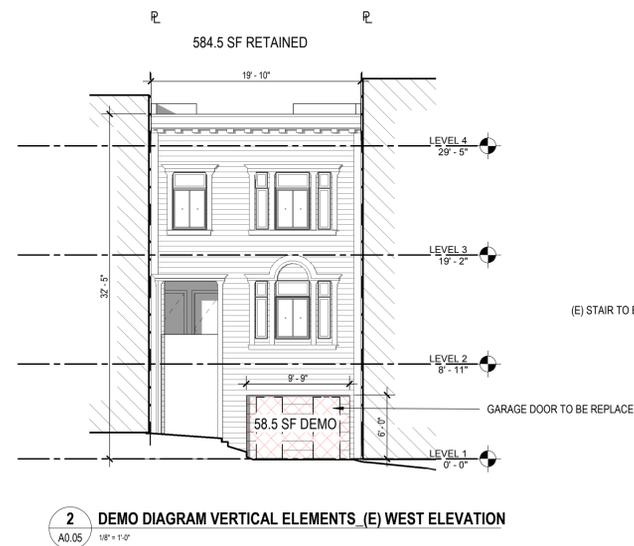 PL PL
584.5 SF RETAINED
19' - 10"
LEVEL 4
29' - 5"
LEVEL 3
19' - 2"
32' - 5"
(E) STAIR TO
LEVEL 2
8' - 11"
9' - 9"
GARAGE DOOR TO BE REPLACE
58.5 SF DEMO
6' - 0"
LEVEL 1
0' - 0"
2 DEMO DIAGRAM VERTICAL ELEMENTS_(E) WEST ELEVATION
A0.05 1/8" = 1'-0"